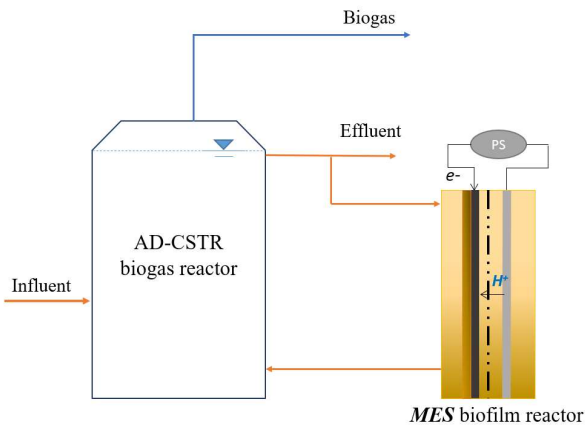 Biogas
Effluent
PS
e-
AD-CSTR
biogas reactor
H+
Influent
MES biofilm reactor